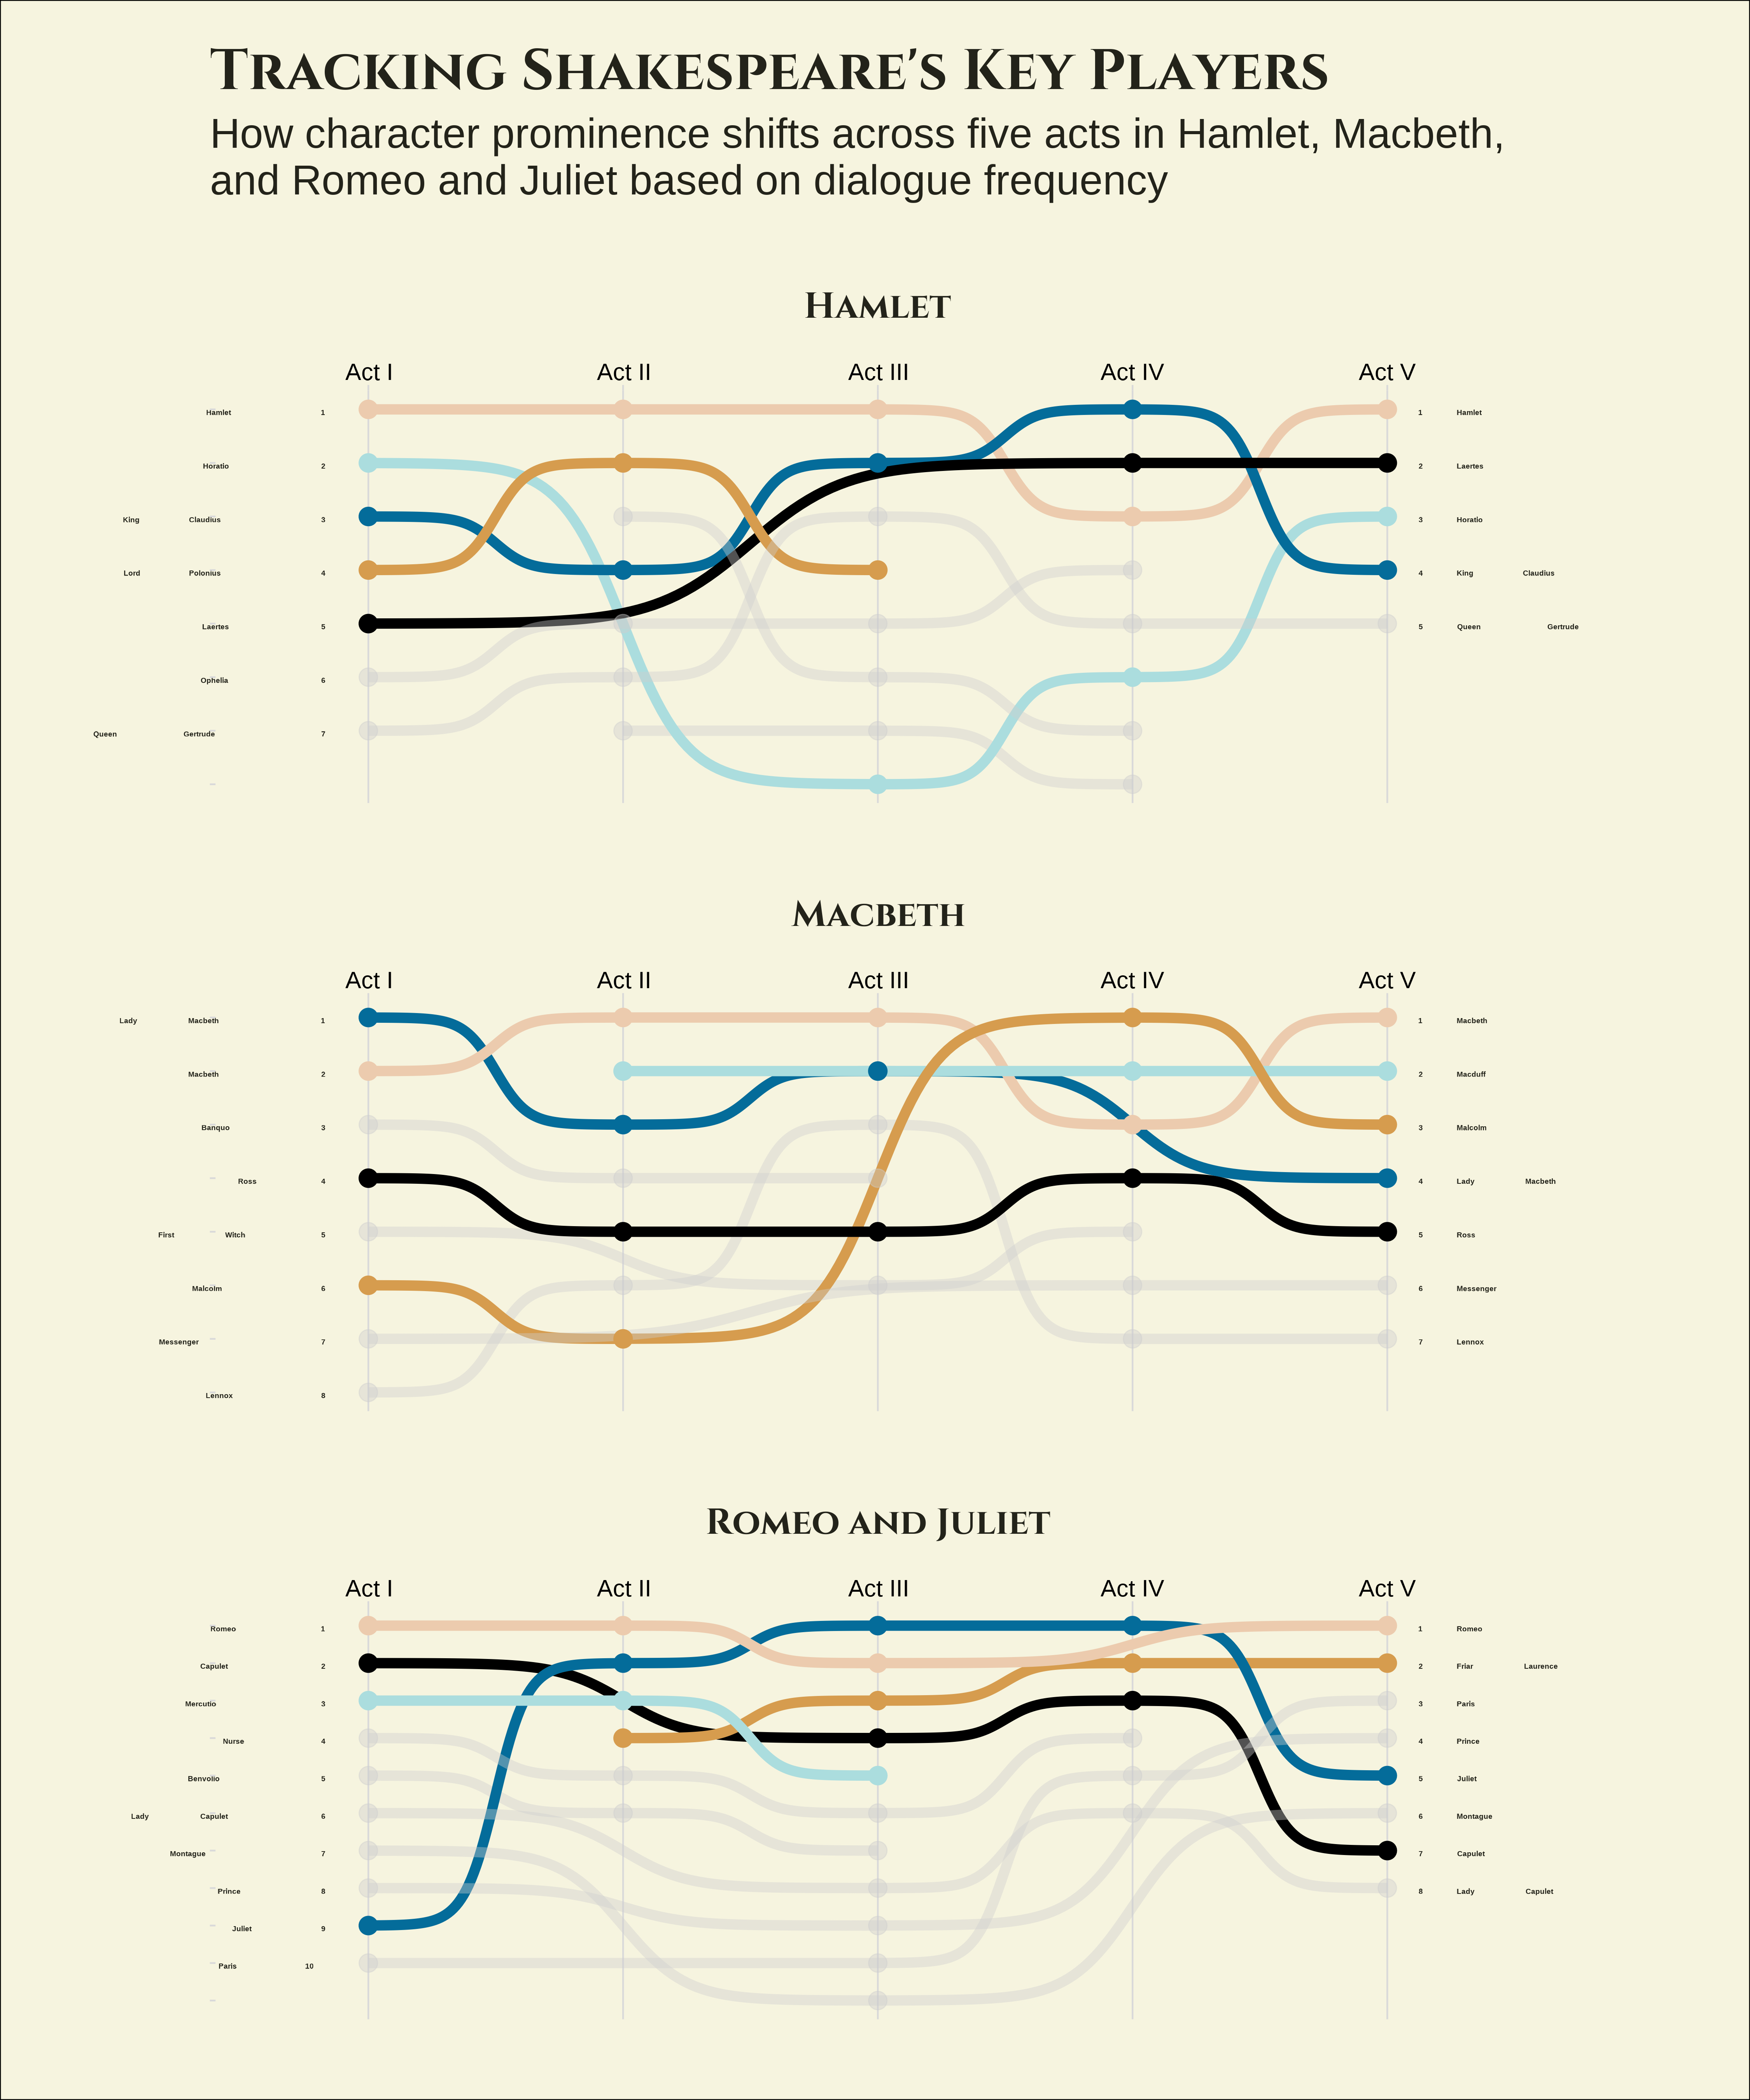 Tracking Shakespeare's Key Players
How character prominence shifts across five acts in Hamlet, Macbeth,
and Romeo and Juliet based on dialogue frequency
Hamlet
Act I Act II Act III Act IV Act V
Hamlet 1 1 Hamlet
Horatio 2 2 Laertes
King Claudius 3 3 Horatio
Lord Polonius 4 4 King Claudius
Laertes 5 5 Queen Gertrude
Ophelia 6
Queen Gertrude 7
Macbeth
Act I Act II Act III Act IV Act V
Lady Macbeth 1 1 Macbeth
Macbeth 2 2 Macduff
Banquo 3 3 Malcolm
Ross 4 4 Lady Macbeth
First Witch 5 5 Ross
Malcolm 6 6 Messenger
Messenger 7 7 Lennox
Lennox 8
Romeo and Juliet
Act I Act II Act III Act IV Act V
Romeo 1 1 Romeo
Capulet 2 2 Friar Laurence
Mercutio 3 3 Paris
Nurse 4 4 Prince
Benvolio 5 5 Juliet
Lady Capulet 6 6 Montague
Montague 7 7 Capulet
Prince 8 8 Lady Capulet
Juliet 9
Paris 10